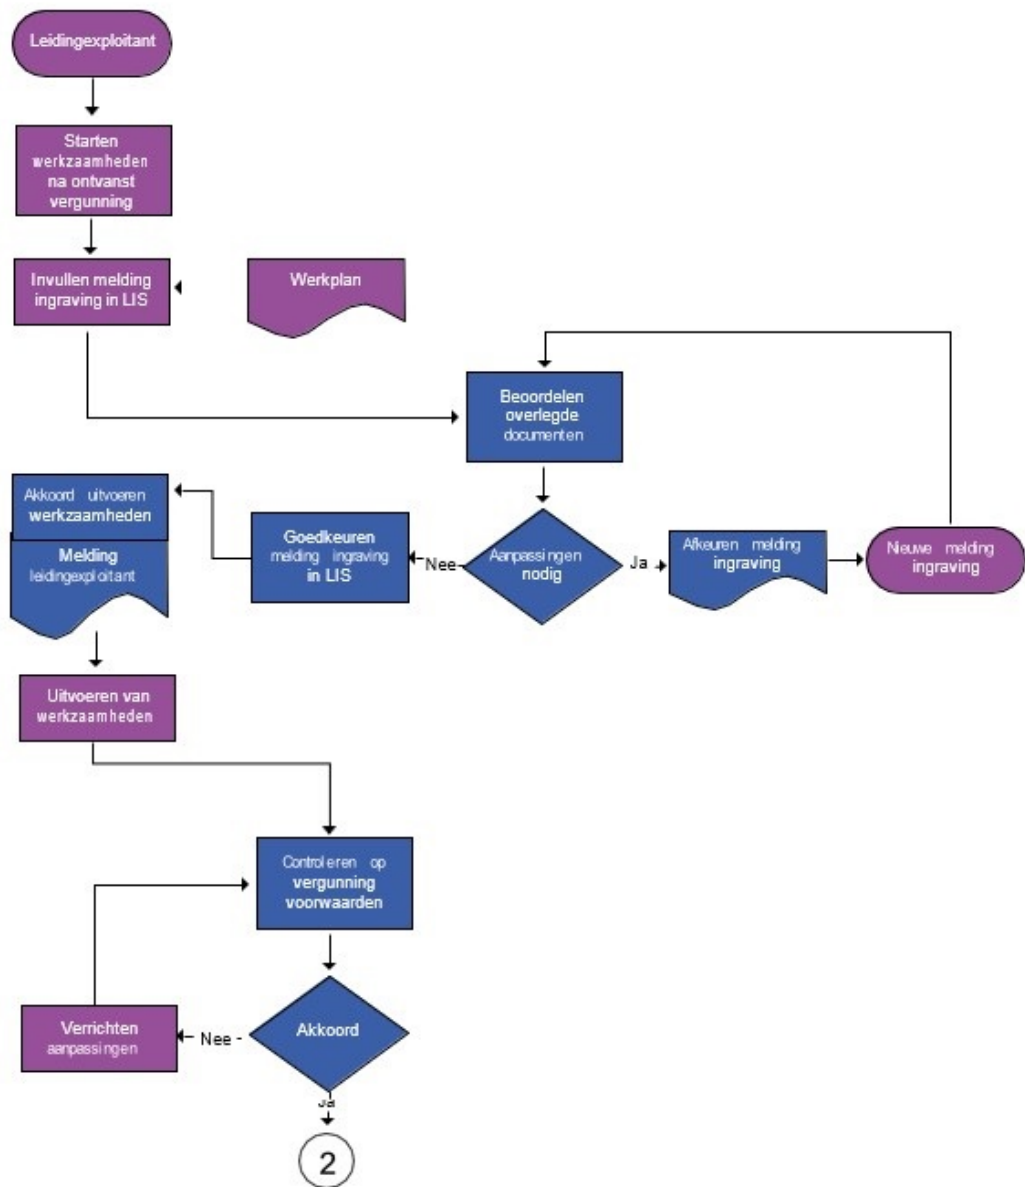 Leidingexploitant
Starten
werkzaamheden
na ontvanst
vergunning
Invullen melding
ingraving in LIS
Werkplan
Beoordelen
overlegde
documenten
Akkoord uitvoeren
werkzaamheden
Melding
leidingexploitant
Goedkeuren
melding ingraving
in LIS
Nee
Aanpassingen
nodig
Ja
Afkeuren melding
ingraving
Nieuwe melding
ingraving
Uitvoeren van
werkzaamheden
Controleren op
vergunning
voorwaarden
Verrichten
aanpassingen
Nee
Akkoord
Ja
2